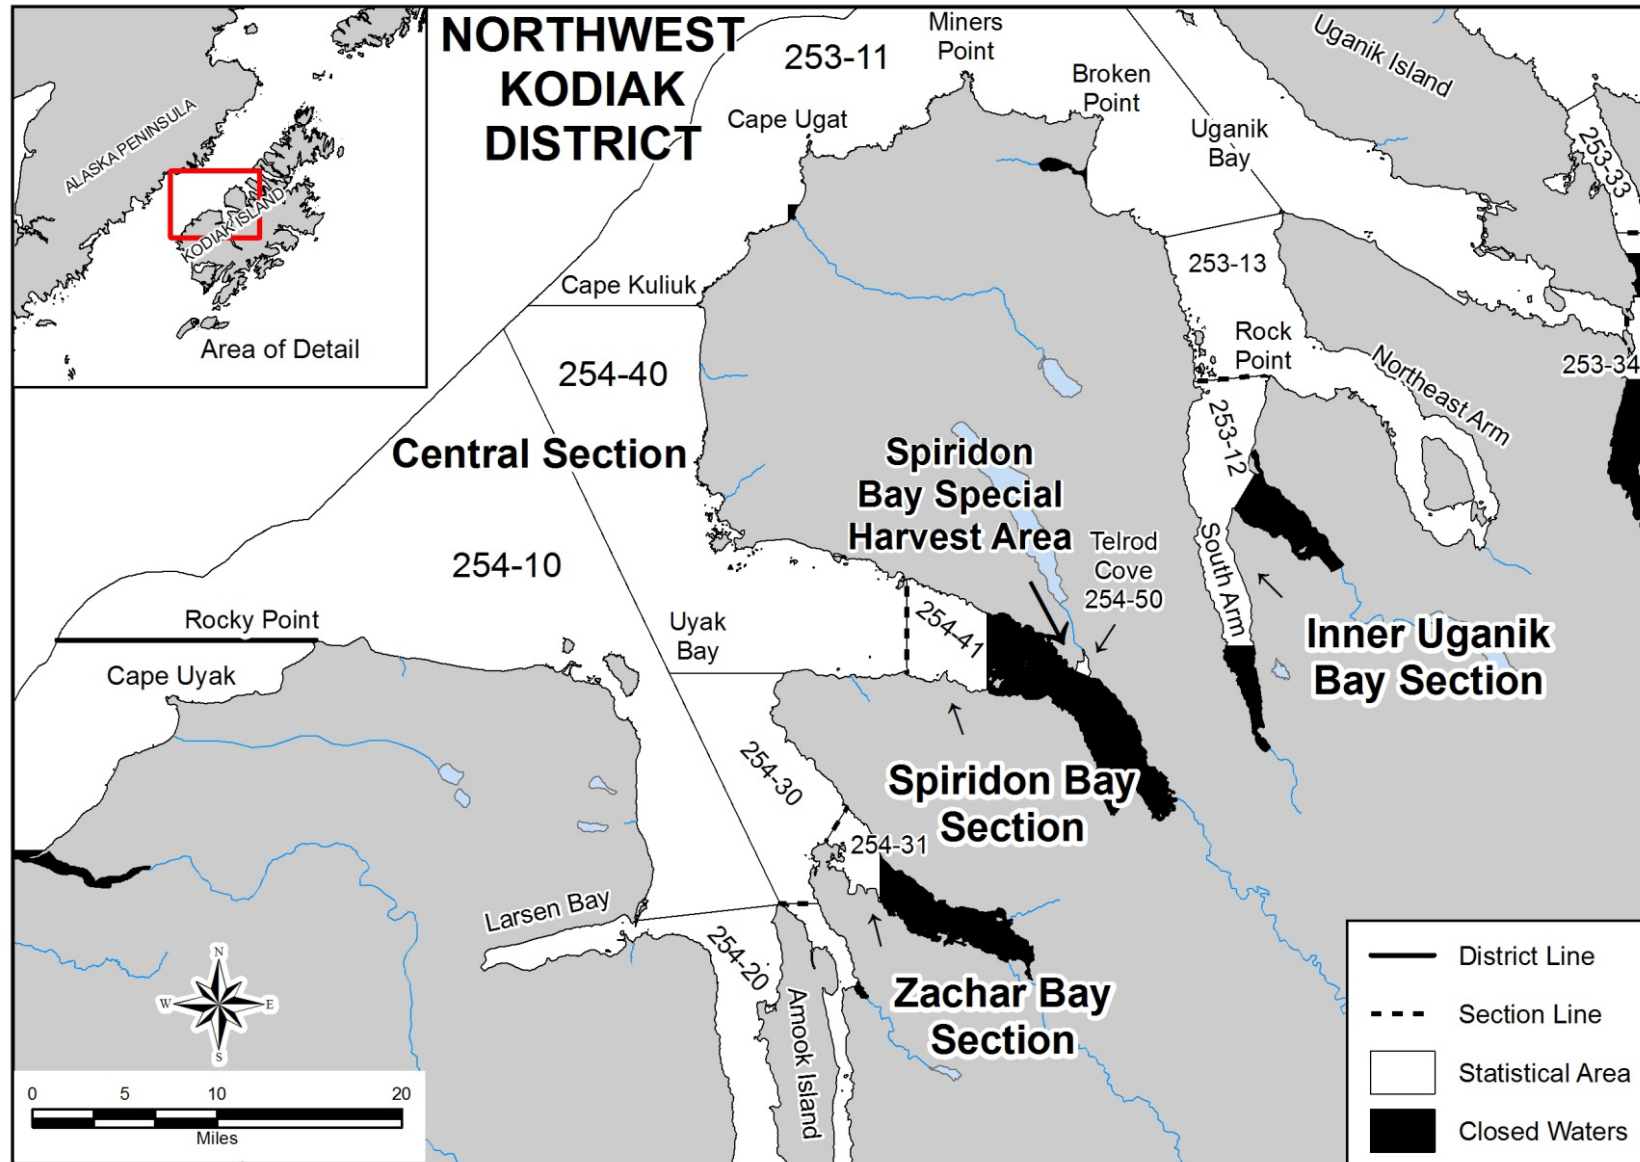 NORTHWEST
KODIAK
DISTRICT
ALASKA PENINSULA
KODIAK ISLAND
Area of Detail
253-11
Miners
Point
Broken
Point
Cape Ugat
Uganik
Bay
Uganik Island
253-33
253-13
Cape Kuliuk
Rock
Point
253-34
254-40
Northeast Arm
253-12
Central Section
Spiridon
Bay Special
Harvest Area
Telrod
Cove
254-50
South Arm
254-10
Rocky Point
Uyak
Bay
254-41
Inner Uganik
Bay Section
Cape Uyak
254-30
Spiridon Bay
Section
254-31
Larsen Bay
254-20
Amook Island
Zachar Bay
Section
N
W
E
S
0 5 10 20
Miles
District Line
Section Line
Statistical Area
Closed Waters